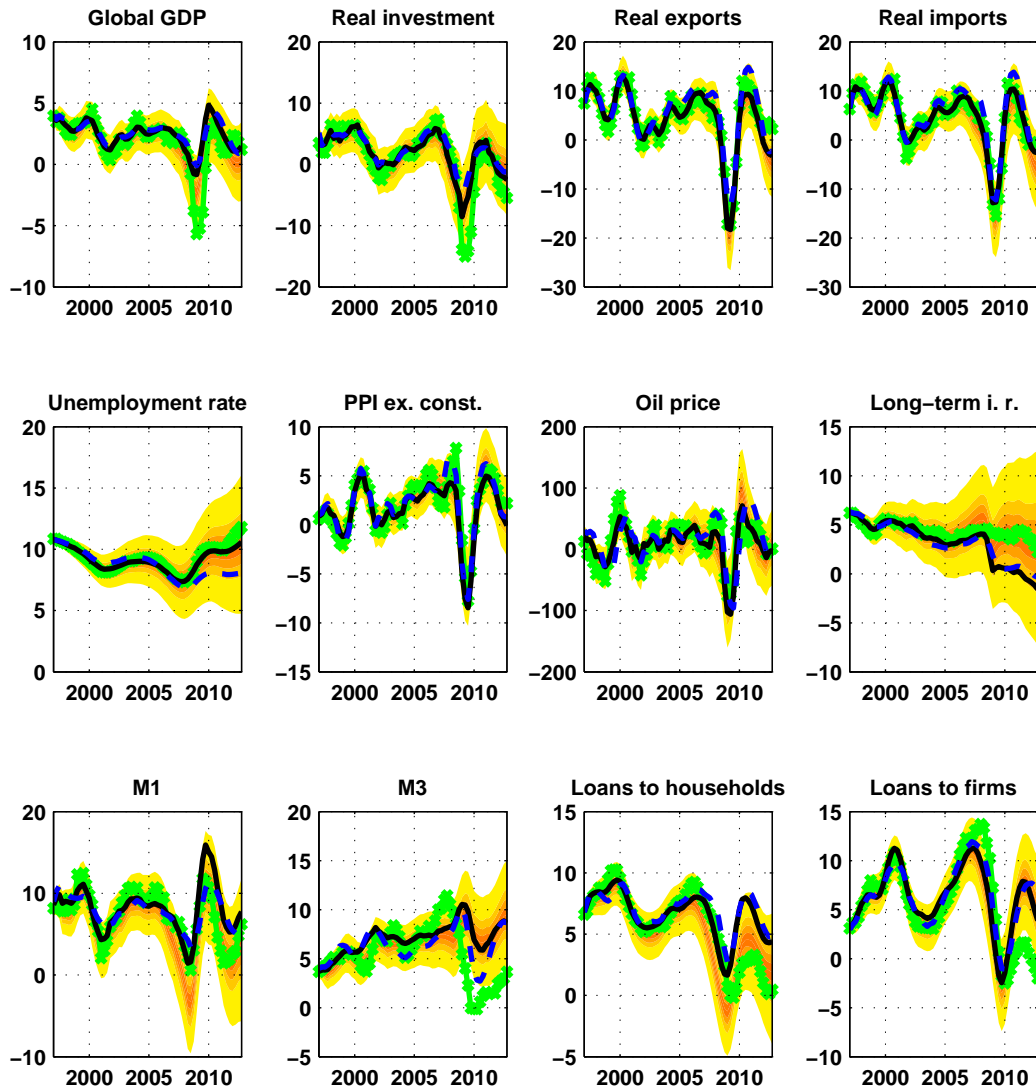 Global GDP
10
5
0
−5
−10
2000 2005 2010
Real investment
20
10
0
−10
−20
2000 2005 2010
Real exports
20
10
0
−10
−20
−30
2000 2005 2010
Real imports
20
10
0
−10
−20
−30
2000 2005 2010
Unemployment rate
20
15
10
5
0
2000 2005 2010
PPI ex. const.
10
5
0
−5
−10
−15
2000 2005 2010
Oil price
200
100
0
−100
−200
2000 2005 2010
Long−term i. r.
15
10
5
0
−5
−10
2000 2005 2010
M1
20
10
0
−10
2000 2005 2010
M3
20
15
10
5
0
−5
2000 2005 2010
Loans to households
15
10
5
0
−5
2000 2005 2010
Loans to firms
20
15
10
5
0
−5
−10
2000 2005 2010